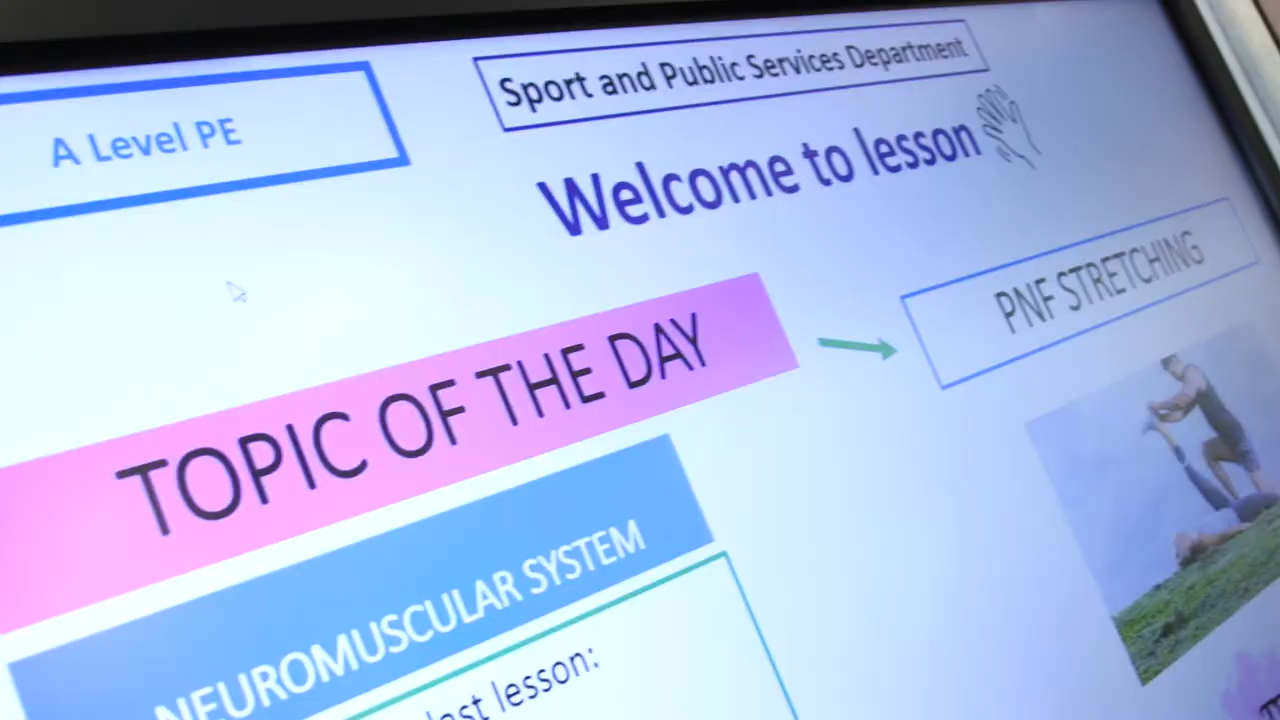 Sport and Public Services Department
A Level PE
Welcome to lesson
PNF STRETCHING
TOPIC OF THE DAY
NEUROMUSCULAR SYSTEM
last lesson: